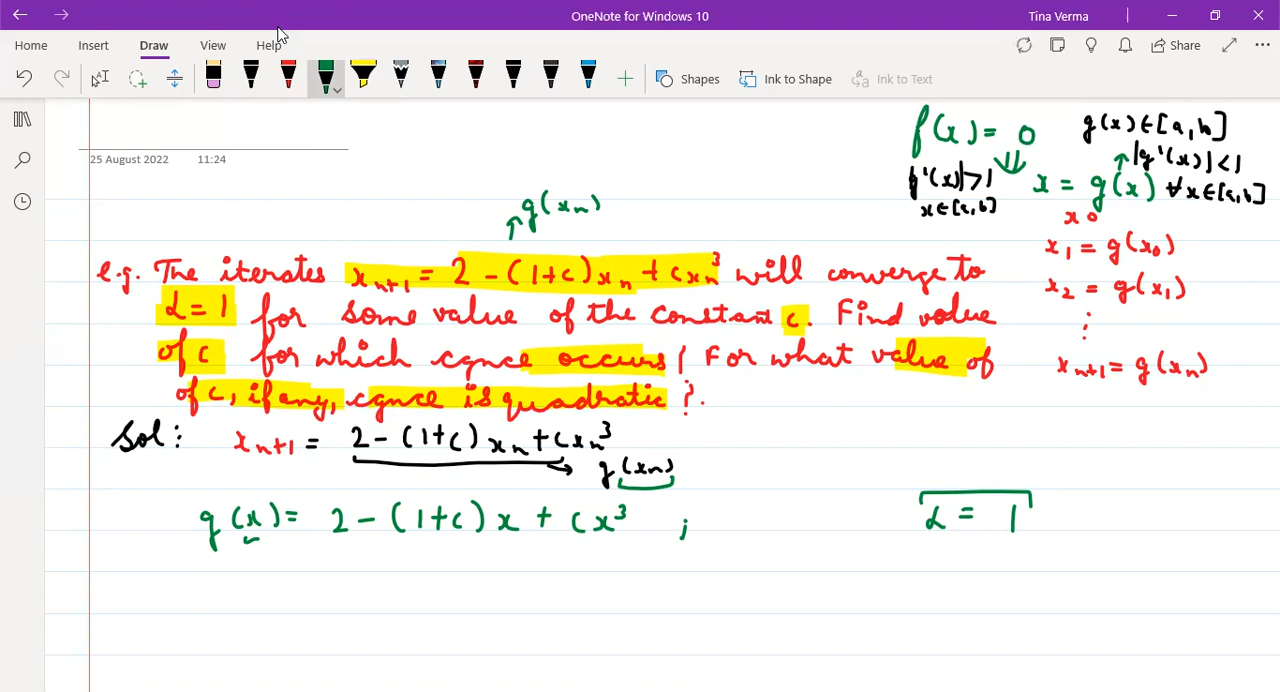 OneNote for Windows 10
Tina Verma
Home Insert Draw View Help
Share
Shapes Ink to Shape Ink to Text
25 August 2022 11:24
f(x) = 0
g(x) ∈ [a, b]
↑ |g'(x)| < 1
|g'(x)| > 1
x ∈ [a, b]
⇓
x = g(x) ∀ x ∈ [a, b]
x0
x1 = g(x0)
x2 = g(x1)
⋮
xn+1 = g(xn)
↑ g(xn)
e.g. The iterates xn+1 = 2 - (1+c) xn + cxn³ will converge to
α = 1 for some value of the constant c. Find value
of c for which cgnce occurs? For what value of
of c, if any, cgnce is quadratic?.
Sol: xn+1 = 2 - (1+c) xn + cxn³
→ g(xn)
g(x) = 2 - (1+c) x + cx³ ; α = 1